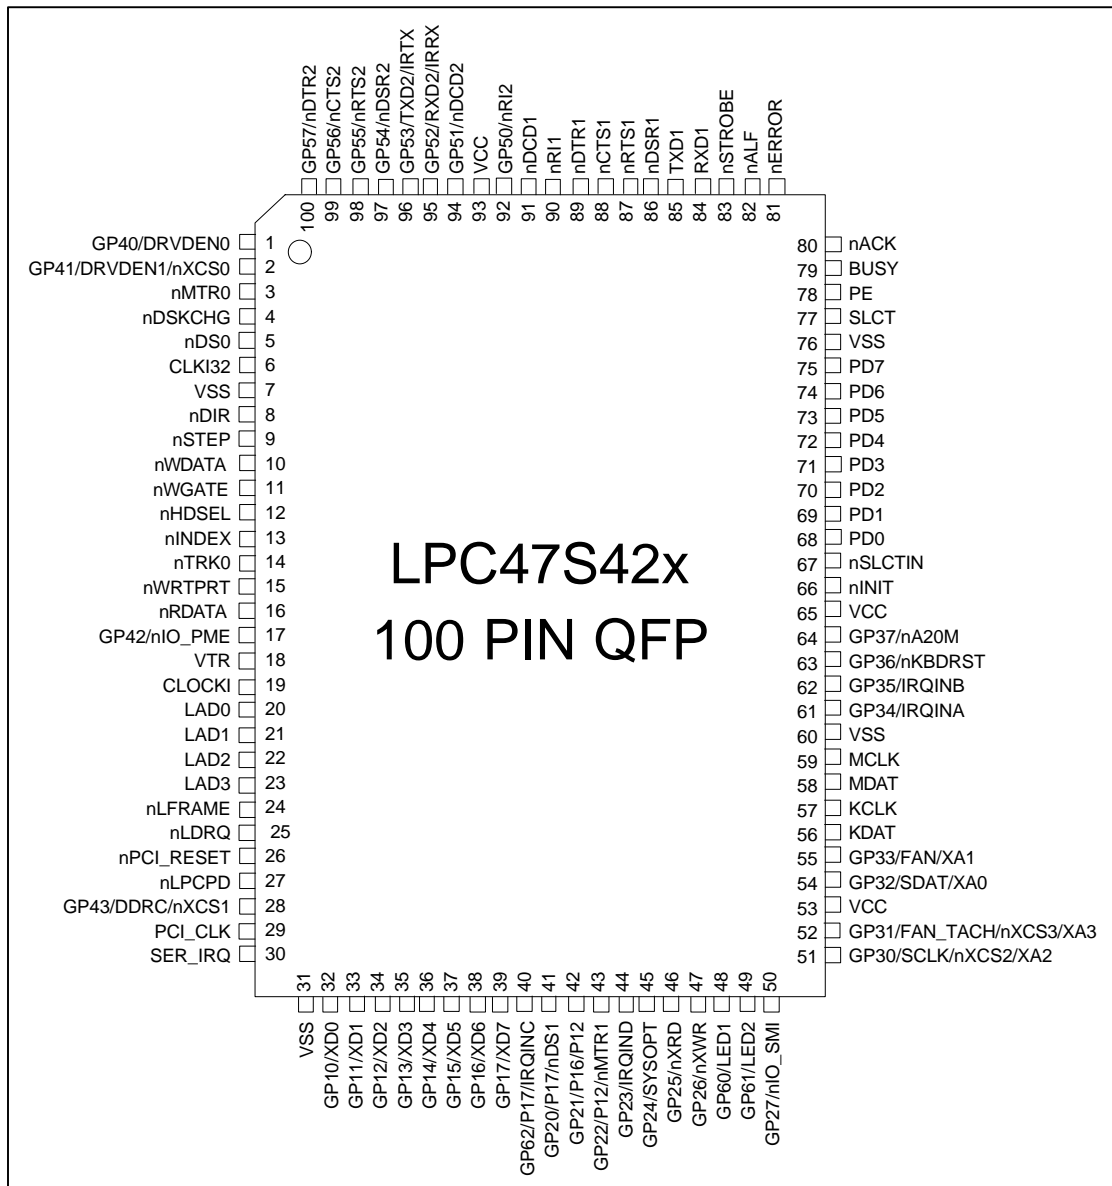 GP57/nDTR2
GP56/nCTS2
GP55/nRTS2
GP54/nDSR2
GP53/TXD2/IRTX
GP52/RXD2/IRRX
GP51/nDCD2
VCC
GP50/nRI2
nDCD1
nRI1
nDTR1
nCTS1
nRTS1
nDSR1
TXD1
RXD1
nSTROBE
nALF
nERROR
100
99
98
97
96
95
94
93
92
91
90
89
88
87
86
85
84
83
82
81
GP40/DRVDEN0 1
GP41/DRVDEN1/nXCS0 2
nMTR0 3
nDSKCHG 4
nDS0 5
CLKI32 6
VSS 7
nDIR 8
nSTEP 9
nWDATA 10
nWGATE 11
nHDSEL 12
nINDEX 13
nTRK0 14
nWRTPRT 15
nRDATA 16
GP42/nIO_PME 17
VTR 18
CLOCKI 19
LAD0 20
LAD1 21
LAD2 22
LAD3 23
nLFRAME 24
nLDRQ 25
nPCI_RESET 26
nLPCPD 27
GP43/DDRC/nXCS1 28
PCI_CLK 29
SER_IRQ 30
LPC47S42x
100 PIN QFP
80 nACK
79 BUSY
78 PE
77 SLCT
76 VSS
75 PD7
74 PD6
73 PD5
72 PD4
71 PD3
70 PD2
69 PD1
68 PD0
67 nSLCTIN
66 nINIT
65 VCC
64 GP37/nA20M
63 GP36/nKBDRST
62 GP35/IRQINB
61 GP34/IRQINA
60 VSS
59 MCLK
58 MDAT
57 KCLK
56 KDAT
55 GP33/FAN/XA1
54 GP32/SDAT/XA0
53 VCC
52 GP31/FAN_TACH/nXCS3/XA3
51 GP30/SCLK/nXCS2/XA2
31
32
33
34
35
36
37
38
39
40
41
42
43
44
45
46
47
48
49
50
VSS
GP10/XD0
GP11/XD1
GP12/XD2
GP13/XD3
GP14/XD4
GP15/XD5
GP16/XD6
GP17/XD7
GP62/P17/IRQINC
GP20/P17/nDS1
GP21/P16/P12
GP22/P12/nMTR1
GP23/IRQIND
GP24/SYSOPT
GP25/nXRD
GP26/nXWR
GP60/LED1
GP61/LED2
GP27/nIO_SMI